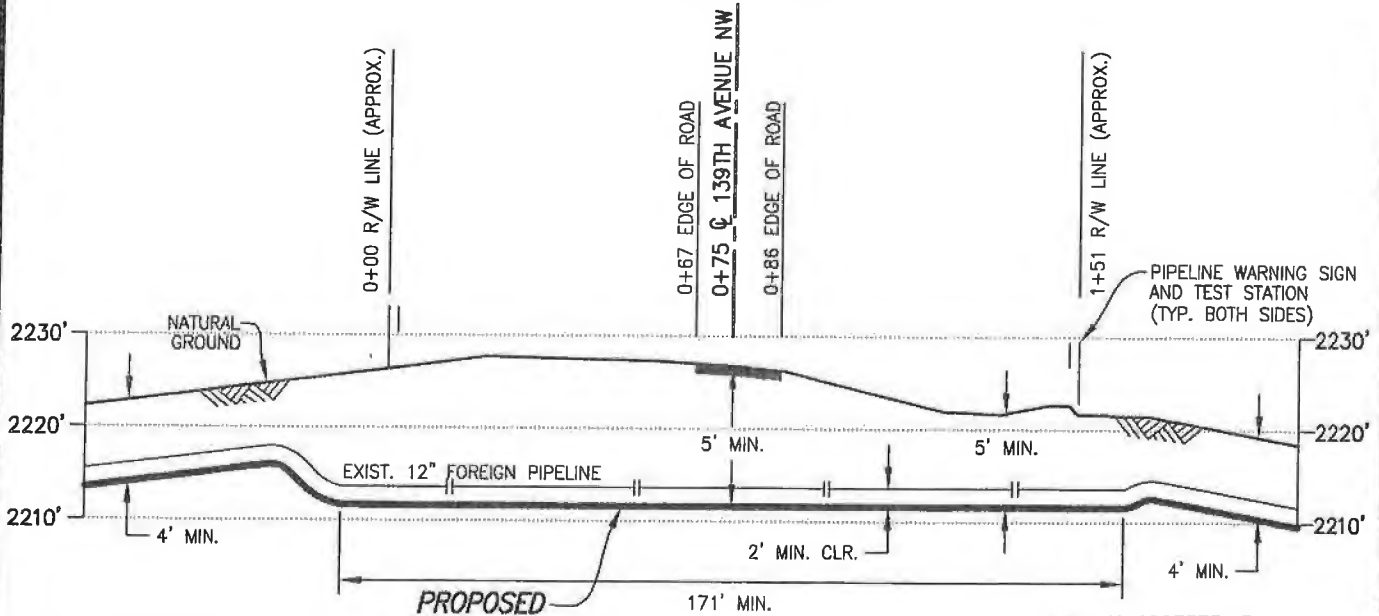 0+00 R/W LINE (APPROX.)
0+67 EDGE OF ROAD
0+75 ℄ 139TH AVENUE NW
0+86 EDGE OF ROAD
1+51 R/W LINE (APPROX.)
PIPELINE WARNING SIGN
AND TEST STATION
(TYP. BOTH SIDES)
NATURAL
GROUND
2230'
2230'
2220'
2220'
5' MIN.
5' MIN.
EXIST. 12" FOREIGN PIPELINE
2210'
2210'
4' MIN.
2' MIN. CLR.
4' MIN.
PROPOSED
171' MIN.